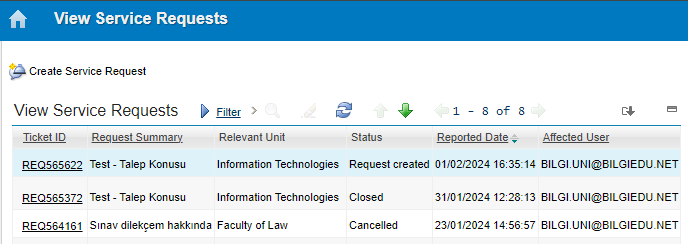 View Service Requests
Create Service Request
View Service Requests Filter 1 - 8 of 8
Ticket ID Request Summary Relevant Unit Status Reported Date Affected User
REQ565622 Test - Talep Konusu Information Technologies Request created 01/02/2024 16:35:14 BILGI.UNI@BILGIEDU.NET
REQ565372 Test - Talep Konusu Information Technologies Closed 31/01/2024 12:28:13 BILGI.UNI@BILGIEDU.NET
REQ564161 Sınav dilekçem hakkında Faculty of Law Cancelled 23/01/2024 14:56:57 BILGI.UNI@BILGIEDU.NET